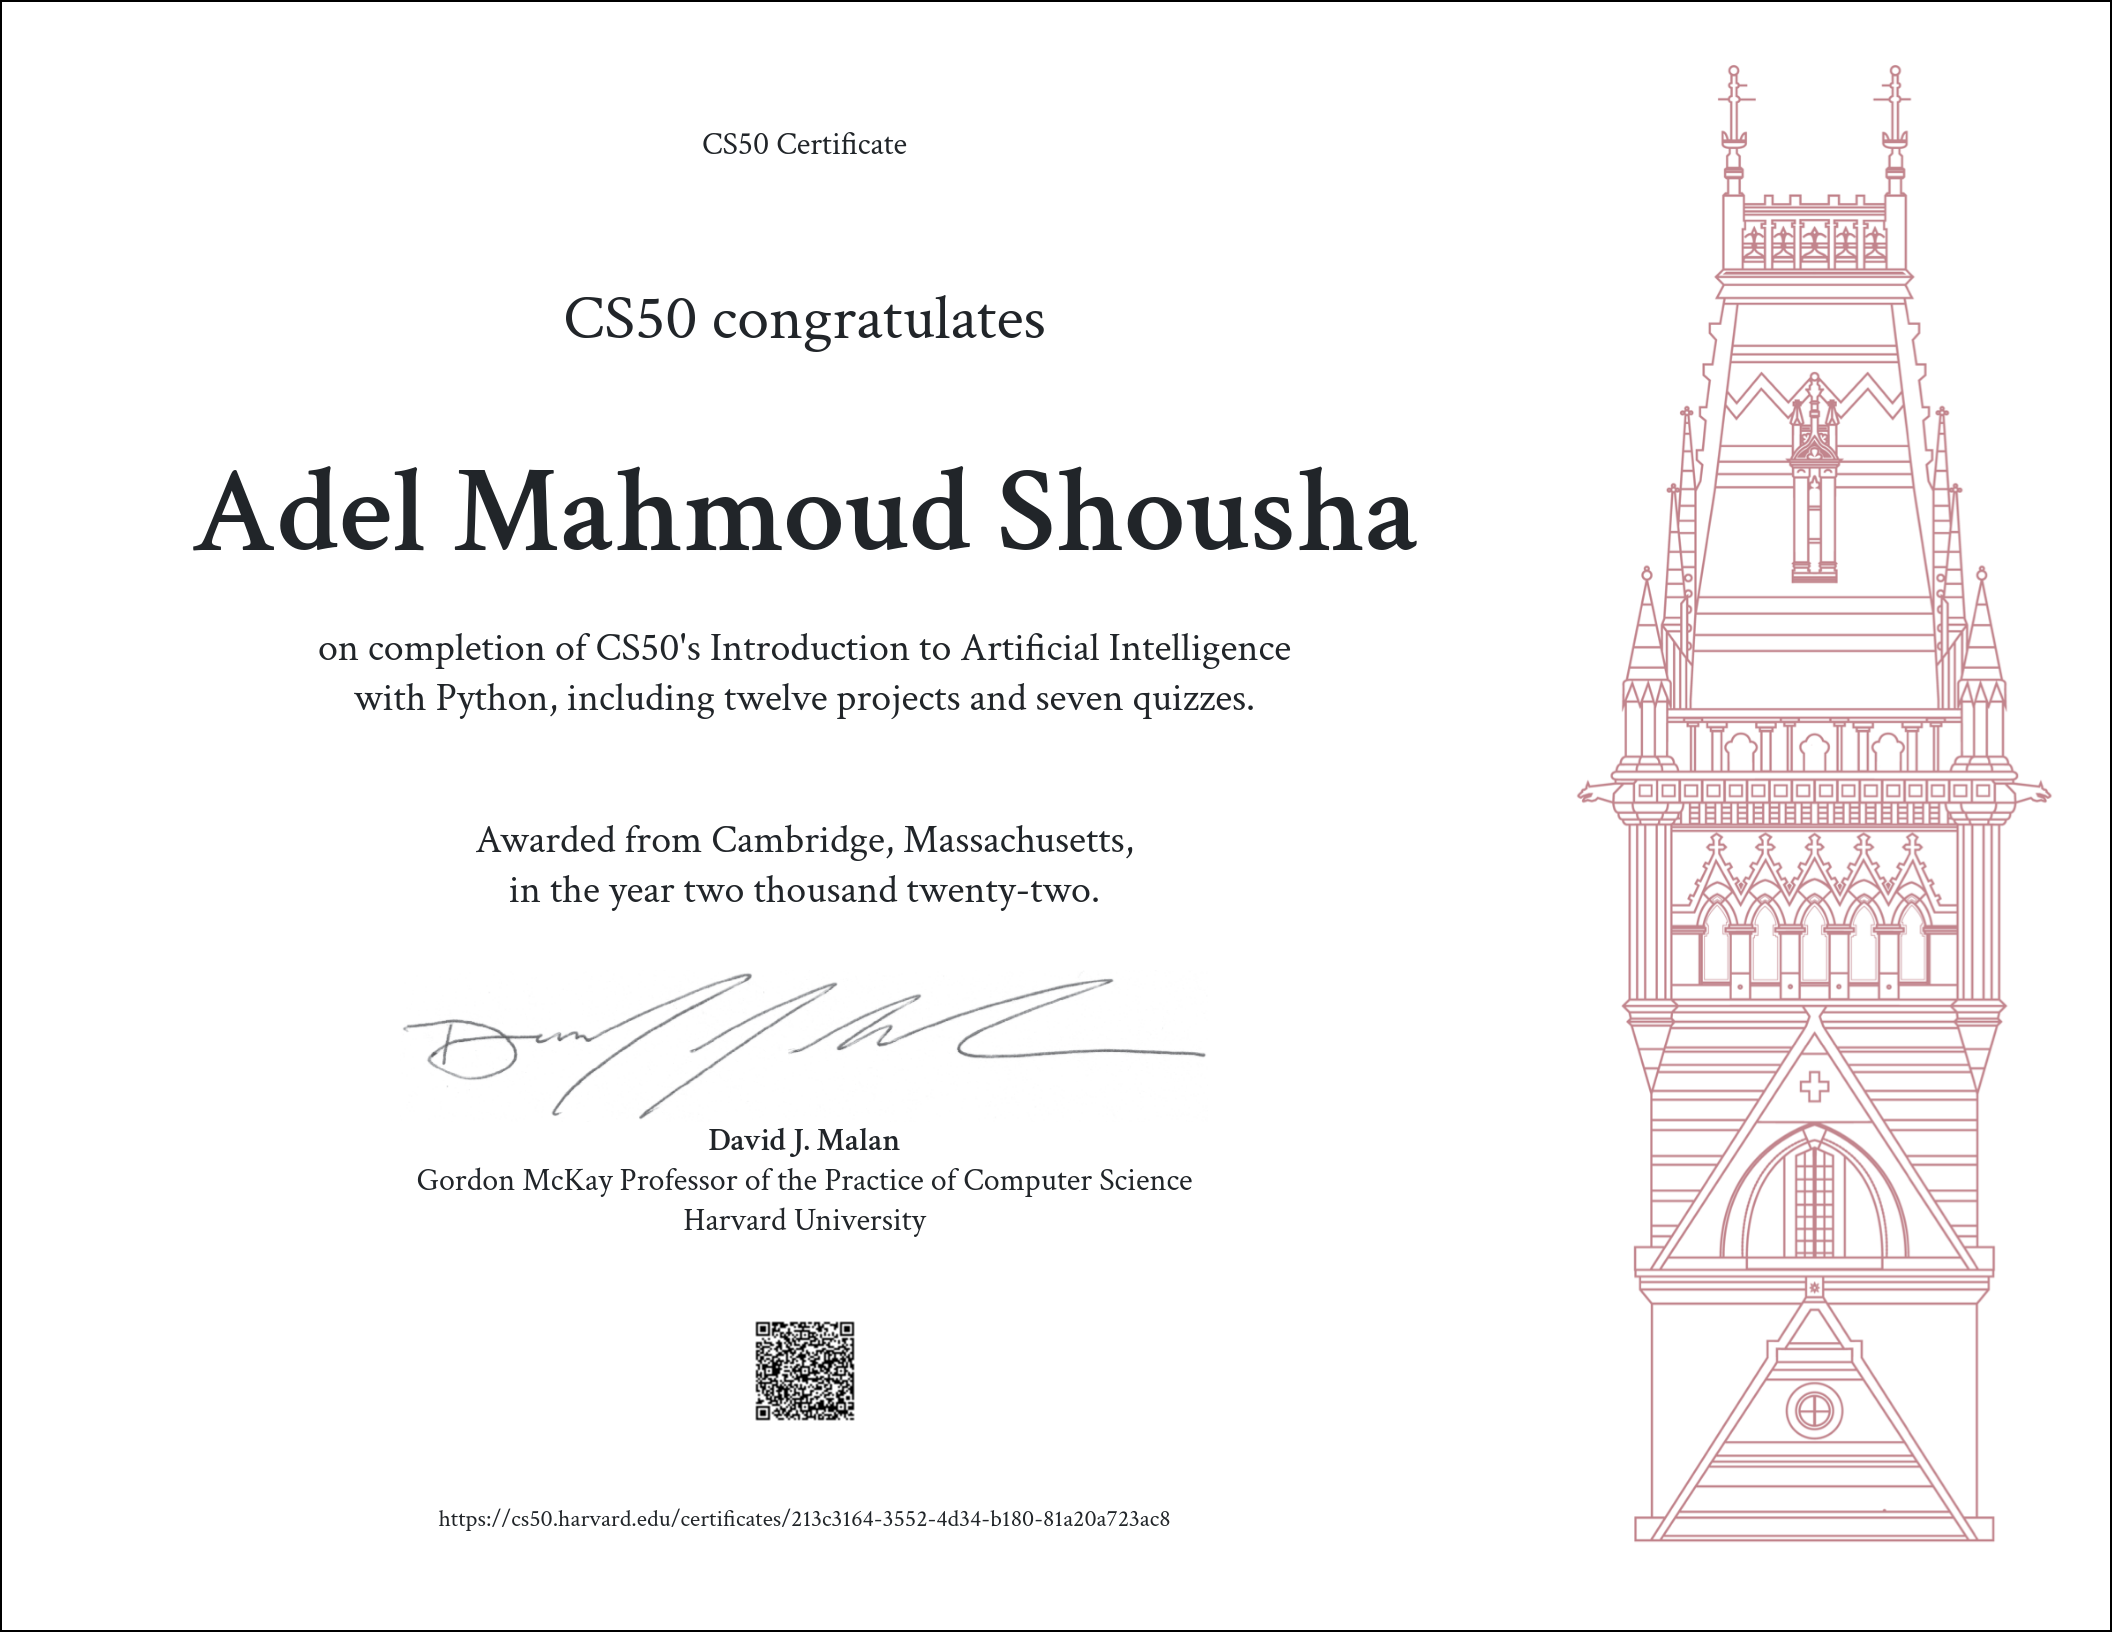 CS50 Certificate
CS50 congratulates
Adel Mahmoud Shousha
on completion of CS50's Introduction to Artificial Intelligence
with Python, including twelve projects and seven quizzes.
Awarded from Cambridge, Massachusetts,
in the year two thousand twenty-two.
David J. Malan
Gordon McKay Professor of the Practice of Computer Science
Harvard University
https://cs50.harvard.edu/certificates/213c3164-3552-4d34-b180-81a20a723ac8